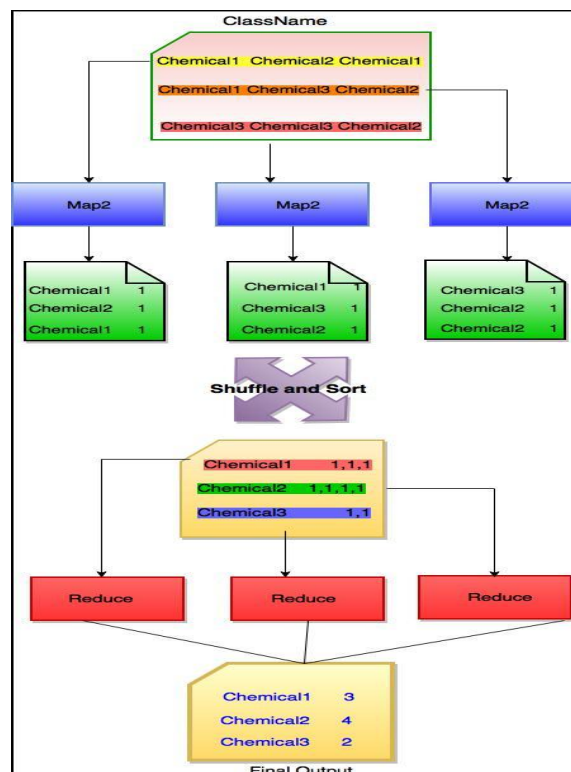 ClassName
Chemical1 Chemical2 Chemical1
Chemical1 Chemical3 Chemical2
Chemical3 Chemical3 Chemical2
Map2 Map2 Map2
Chemical1 1
Chemical2 1
Chemical1 1
Chemical1 1
Chemical3 1
Chemical2 1
Chemical3 1
Chemical2 1
Chemical2 1
Shuffle and Sort
Chemical1 1,1,1
Chemical2 1,1,1,1
Chemical3 1,1
Reduce Reduce Reduce
Chemical1 3
Chemical2 4
Chemical3 2
Final Output